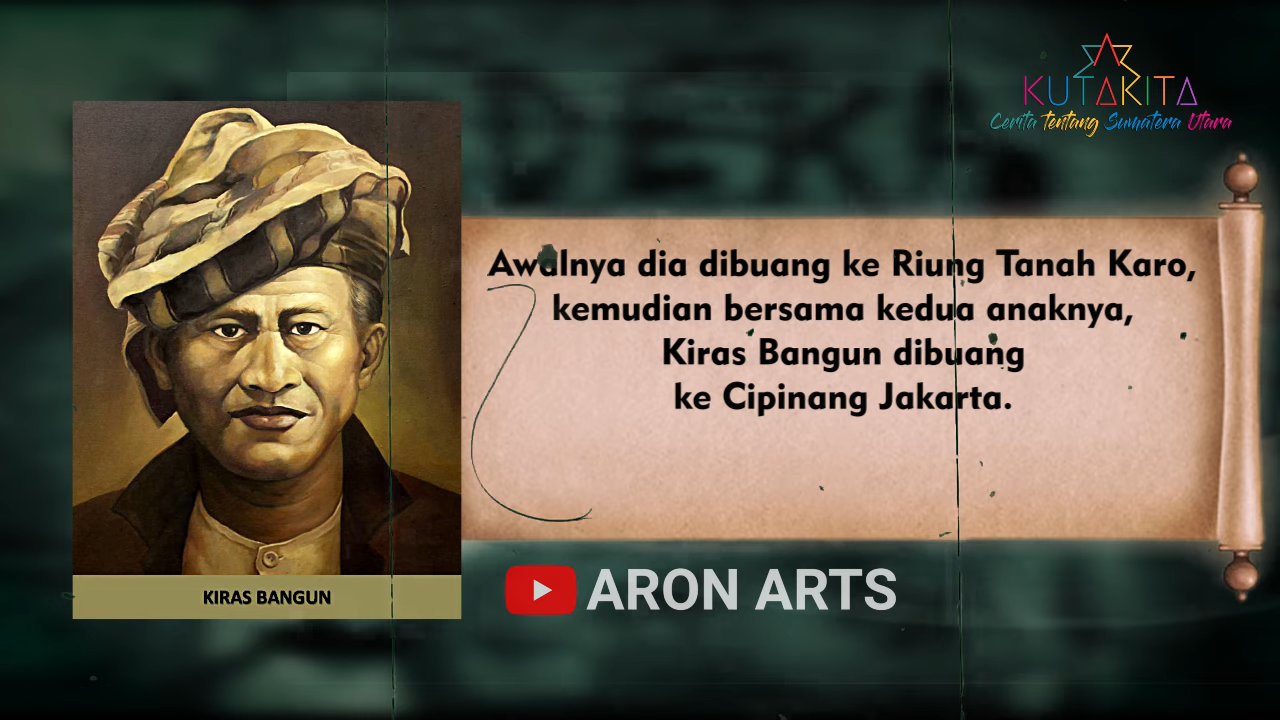 KUTAKITA
Cerita tentang Sumatera Utara
Awalnya dia dibuang ke Riung Tanah Karo,
kemudian bersama kedua anaknya,
Kiras Bangun dibuang
ke Cipinang Jakarta.
KIRAS BANGUN
ARON ARTS